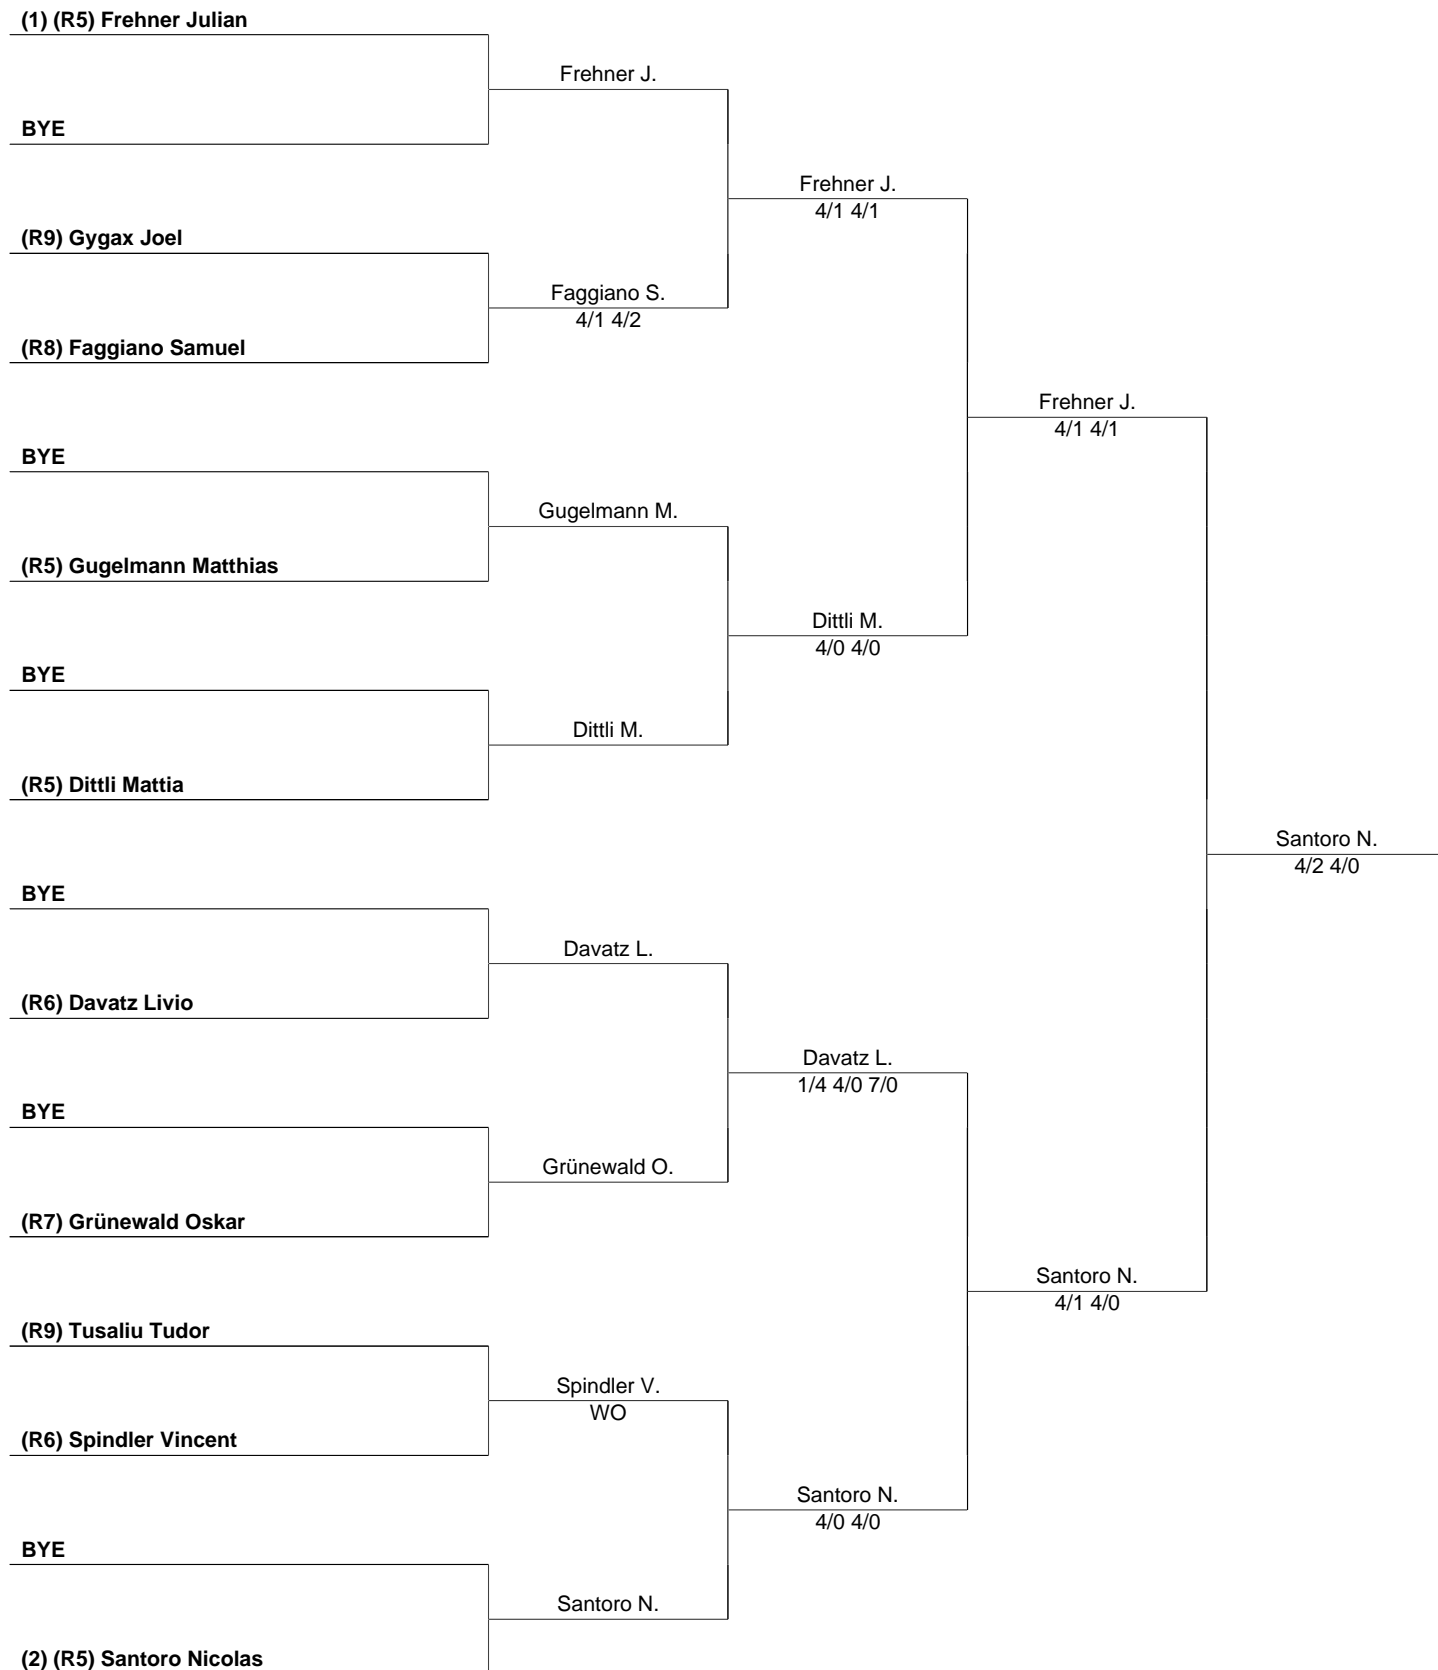 (1) (R5) Frehner Julian
Frehner J.
BYE
Frehner J.
4/1 4/1
(R9) Gygax Joel
Faggiano S.
4/1 4/2
(R8) Faggiano Samuel
Frehner J.
4/1 4/1
BYE
Gugelmann M.
(R5) Gugelmann Matthias
Dittli M.
4/0 4/0
BYE
Dittli M.
(R5) Dittli Mattia
Santoro N.
4/2 4/0
BYE
Davatz L.
(R6) Davatz Livio
Davatz L.
1/4 4/0 7/0
BYE
Grünewald O.
(R7) Grünewald Oskar
Santoro N.
4/1 4/0
(R9) Tusaliu Tudor
Spindler V.
WO
(R6) Spindler Vincent
Santoro N.
4/0 4/0
BYE
Santoro N.
(2) (R5) Santoro Nicolas